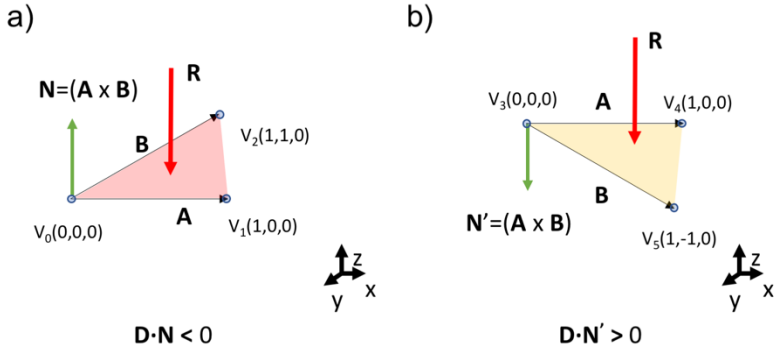 a)
R
N=(A x B)
B
V₂(1,1,0)
A
V₀(0,0,0)
V₁(1,0,0)
z
x
y
D·N < 0
b)
R
V₃(0,0,0)
A
V₄(1,0,0)
B
N’=(A x B)
V₅(1,-1,0)
z
x
y
D·N’ > 0